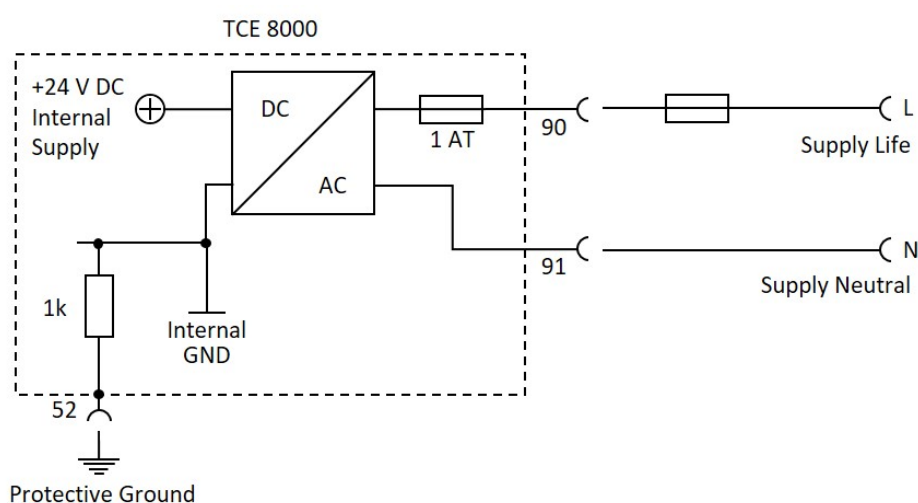 TCE 8000
+24 V DC
Internal
Supply
DC
AC
1 AT
90
L
Supply Life
91
N
Supply Neutral
1k
Internal
GND
52
Protective Ground